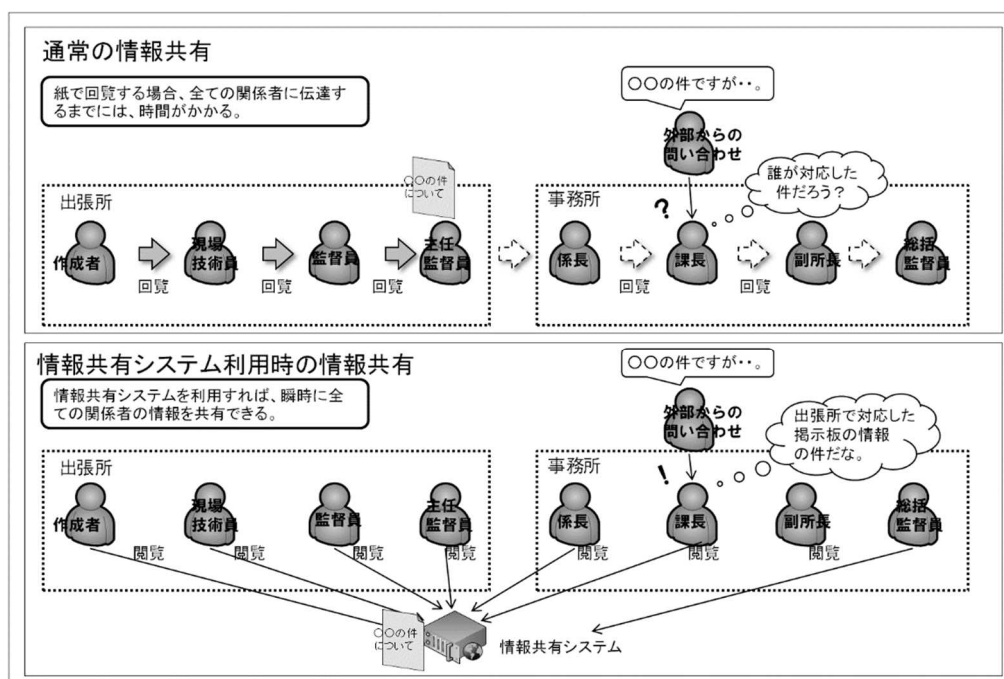 通常の情報共有
紙で回覧する場合、全ての関係者に伝達す
るまでには、時間がかかる。
〇〇の件ですが・・。
外部からの
問い合わせ
誰が対応した
件だろう？
〇〇の件
について
出張所
事務所
？
作成者
現場
技術員
監督員
主任
監督員
係長
課長
副所長
総括
監督員
回覧
回覧
回覧
回覧
回覧
情報共有システム利用時の情報共有
情報共有システムを利用すれば、瞬時に全
ての関係者の情報を共有できる。
〇〇の件ですが・・。
外部からの
問い合わせ
出張所で対応した
掲示板の情報
の件だな。
出張所
事務所
！
作成者
現場
技術員
監督員
主任
監督員
係長
課長
副所長
総括
監督員
閲覧
閲覧
閲覧
閲覧
閲覧
閲覧
閲覧
〇〇の件
について
情報共有システム